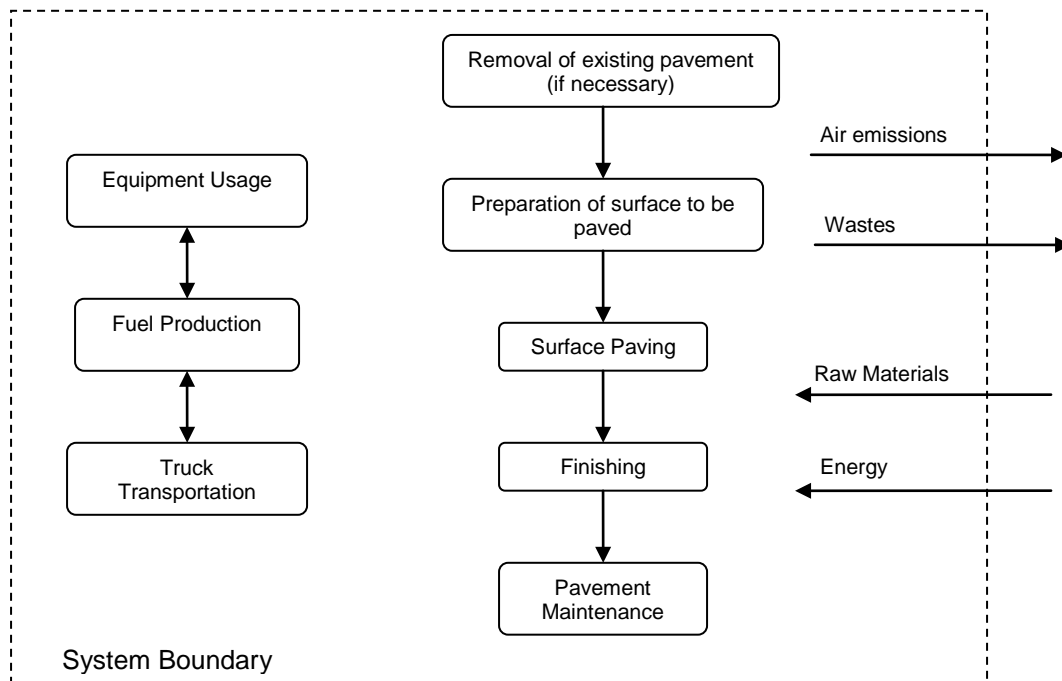 Removal of existing pavement
(if necessary)
Air emissions
Equipment Usage
Preparation of surface to be
paved
Wastes
Fuel Production
Surface Paving
Raw Materials
Truck
Transportation
Finishing
Energy
Pavement
Maintenance
System Boundary